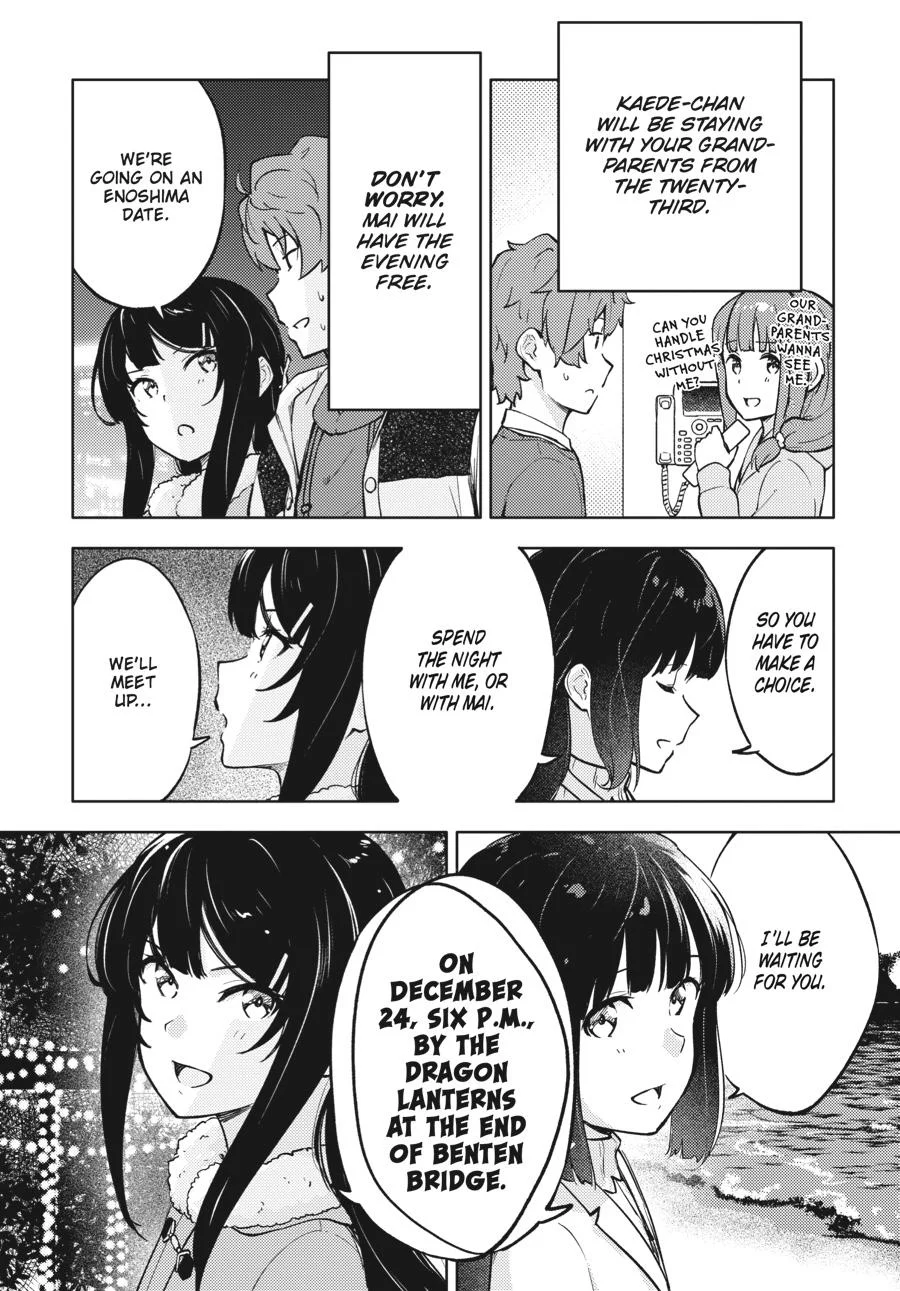 KAEDE-CHAN
WILL BE STAYING
WITH YOUR GRAND-
PARENTS FROM
THE TWENTY-
THIRD.
OUR
GRAND-
PARENTS
WANNA
SEE
ME.
CAN YOU
HANDLE
CHRISTMAS
WITHOUT
ME?
DON'T
WORRY.
MAI WILL
HAVE THE
EVENING
FREE.
WE'RE
GOING ON AN
ENOSHIMA
DATE.
SO YOU
HAVE TO
MAKE A
CHOICE.
SPEND
THE NIGHT
WITH ME, OR
WITH MAI.
WE'LL
MEET
UP...
I'LL BE
WAITING
FOR YOU.
ON
DECEMBER
24, SIX P.M.,
BY THE
DRAGON
LANTERNS
AT THE END
OF BENTEN
BRIDGE.